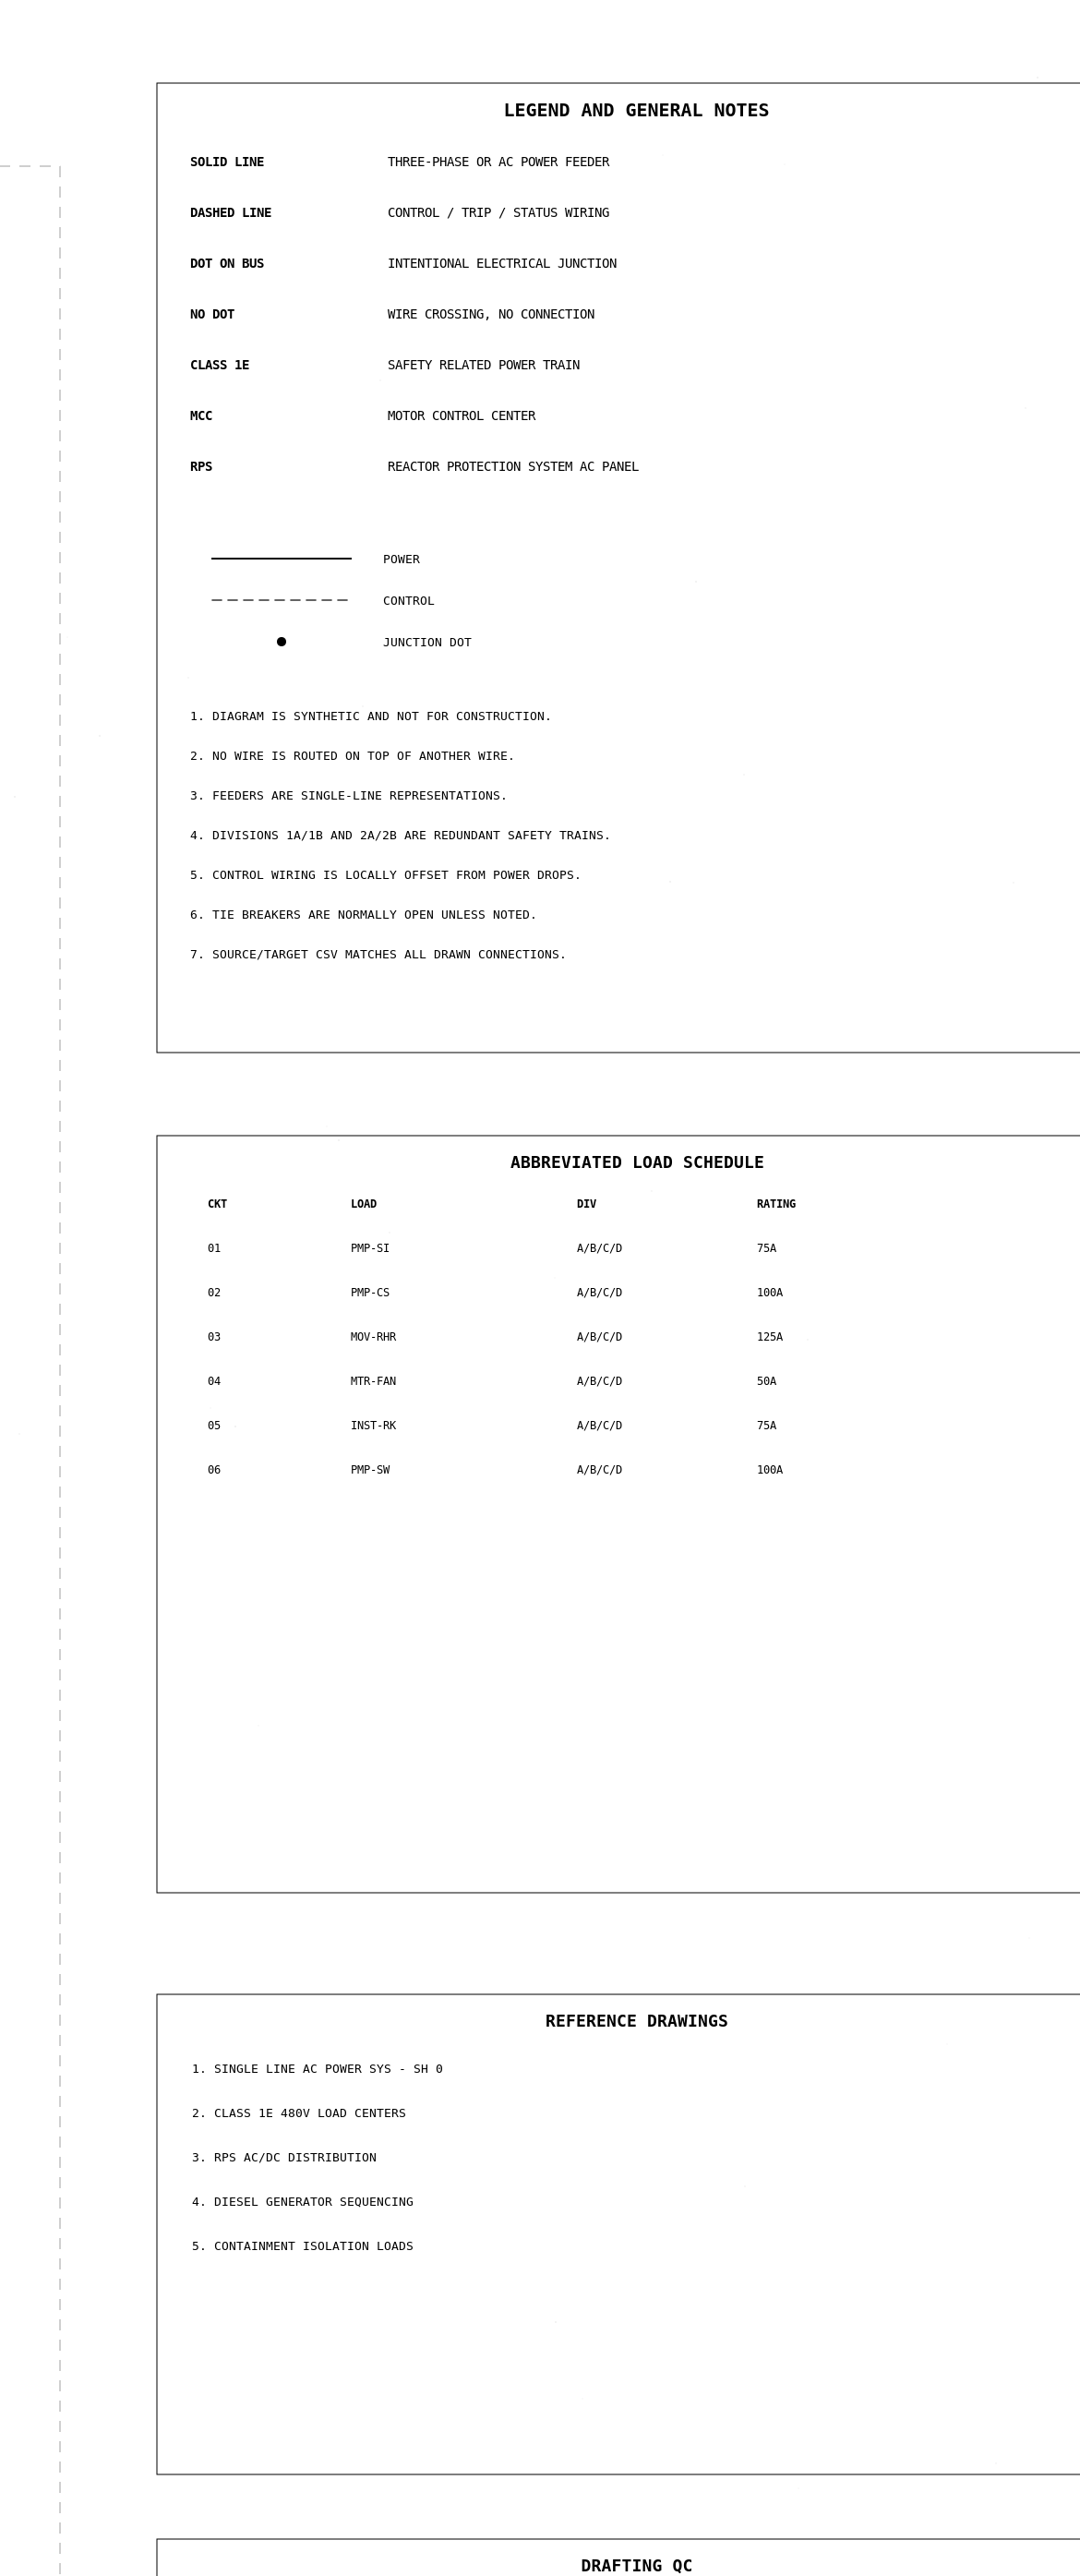 LEGEND AND GENERAL NOTES
SOLID LINE THREE-PHASE OR AC POWER FEEDER
DASHED LINE CONTROL / TRIP / STATUS WIRING
DOT ON BUS INTENTIONAL ELECTRICAL JUNCTION
NO DOT WIRE CROSSING, NO CONNECTION
CLASS 1E SAFETY RELATED POWER TRAIN
MCC MOTOR CONTROL CENTER
RPS REACTOR PROTECTION SYSTEM AC PANEL
POWER
CONTROL
JUNCTION DOT
1. DIAGRAM IS SYNTHETIC AND NOT FOR CONSTRUCTION.
2. NO WIRE IS ROUTED ON TOP OF ANOTHER WIRE.
3. FEEDERS ARE SINGLE-LINE REPRESENTATIONS.
4. DIVISIONS 1A/1B AND 2A/2B ARE REDUNDANT SAFETY TRAINS.
5. CONTROL WIRING IS LOCALLY OFFSET FROM POWER DROPS.
6. TIE BREAKERS ARE NORMALLY OPEN UNLESS NOTED.
7. SOURCE/TARGET CSV MATCHES ALL DRAWN CONNECTIONS.
ABBREVIATED LOAD SCHEDULE
CKT LOAD DIV RATING
01 PMP-SI A/B/C/D 75A
02 PMP-CS A/B/C/D 100A
03 MOV-RHR A/B/C/D 125A
04 MTR-FAN A/B/C/D 50A
05 INST-RK A/B/C/D 75A
06 PMP-SW A/B/C/D 100A
REFERENCE DRAWINGS
1. SINGLE LINE AC POWER SYS - SH 0
2. CLASS 1E 480V LOAD CENTERS
3. RPS AC/DC DISTRIBUTION
4. DIESEL GENERATOR SEQUENCING
5. CONTAINMENT ISOLATION LOADS
DRAFTING QC